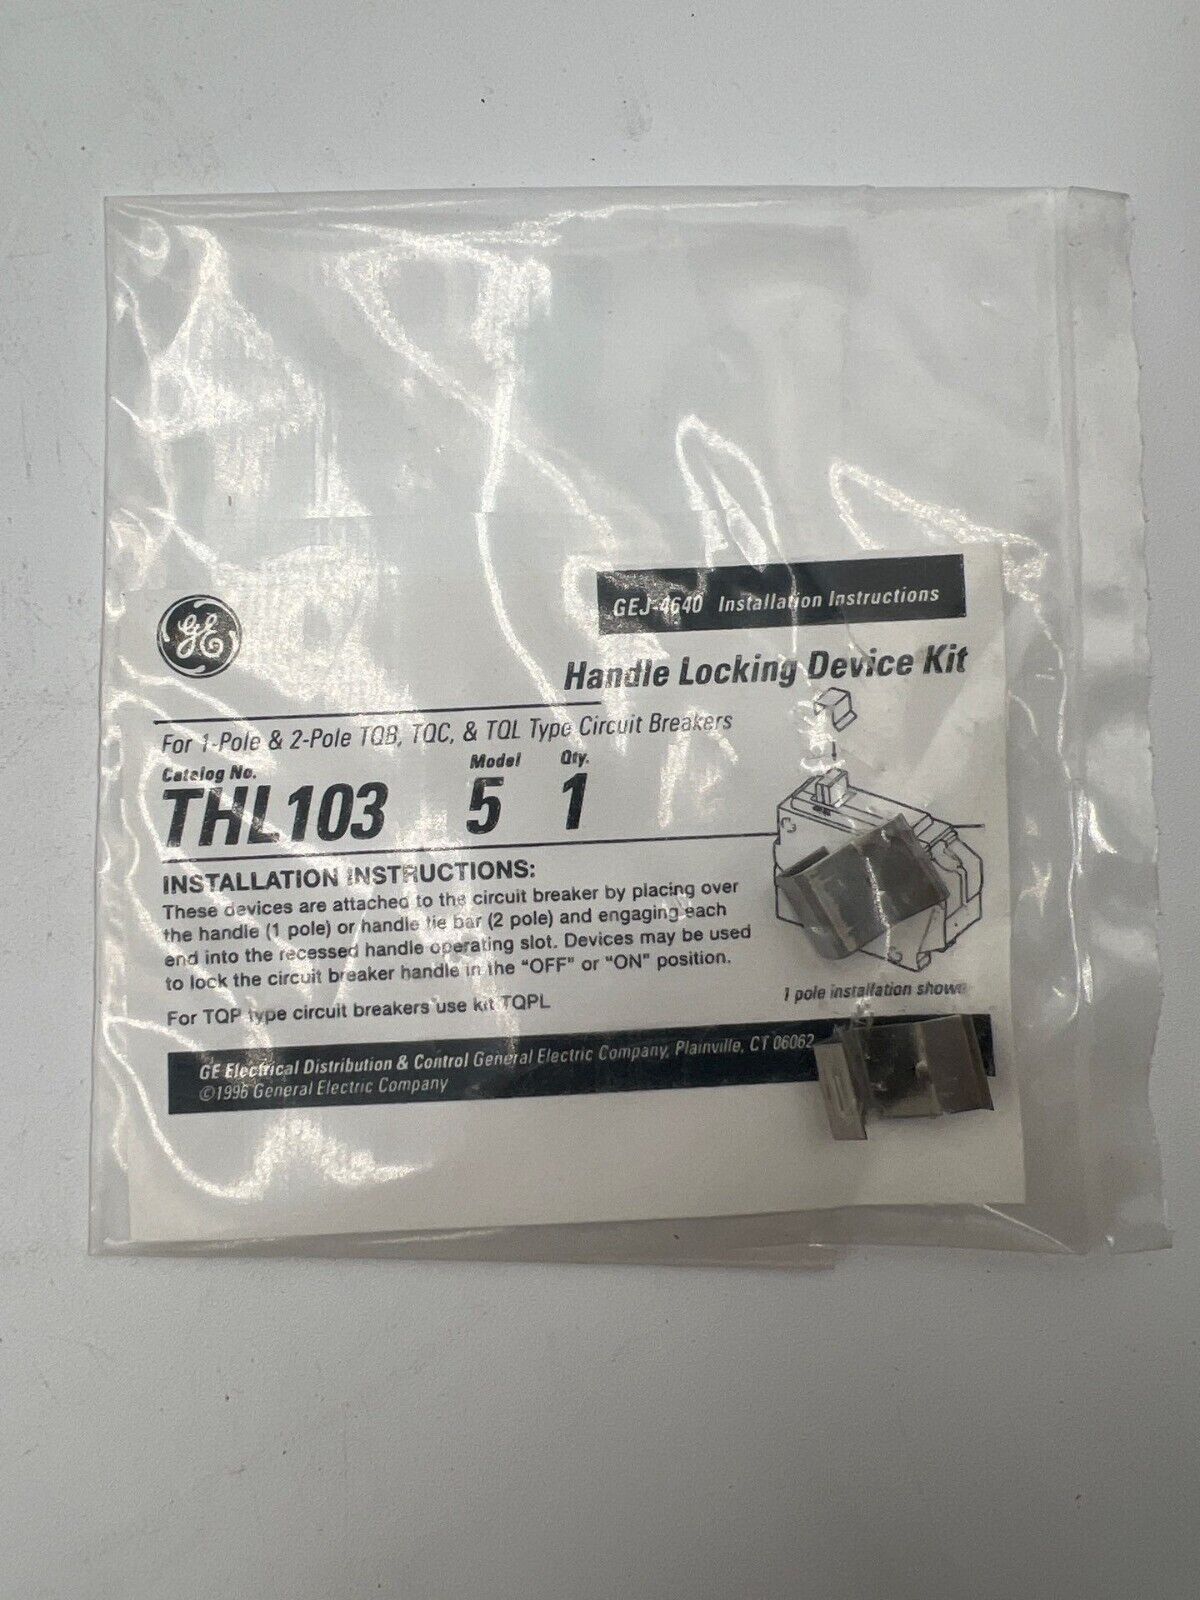 GE
GEJ-4640 Installation Instructions
Handle Locking Device Kit
For 1-Pole & 2-Pole TQB, TQC, & TQL Type Circuit Breakers
Catalog No. Model Qty.
THL103 5 1
INSTALLATION INSTRUCTIONS:
These devices are attached to the circuit breaker by placing over
the handle (1 pole) or handle tie bar (2 pole) and engaging each
end into the recessed handle operating slot. Devices may be used
to lock the circuit breaker handle in the “OFF” or “ON” position.
1 pole installation shown
For TQP type circuit breakers use kit TQPL
GE Electrical Distribution & Control General Electric Company, Plainville, CT 06062
©1996 General Electric Company